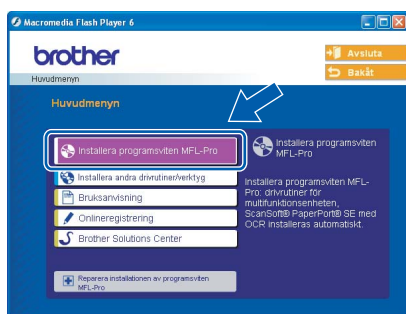 Macromedia Flash Player 6
brother
Avsluta
Bakåt
Huvudmenyn
Huvudmenyn
Installera programsviten MFL-Pro
Installera andra drivrutiner/verktyg
Bruksanvisning
Onlineregistrering
Brother Solutions Center
Reparera installationen av programsviten
MFL-Pro
Installera programsviten
MFL-Pro
Installera programsviten MFL-
Pro: drivrutiner för
multifunktionsenheten,
ScanSoft® PaperPort® SE med
OCR installeras automatiskt.